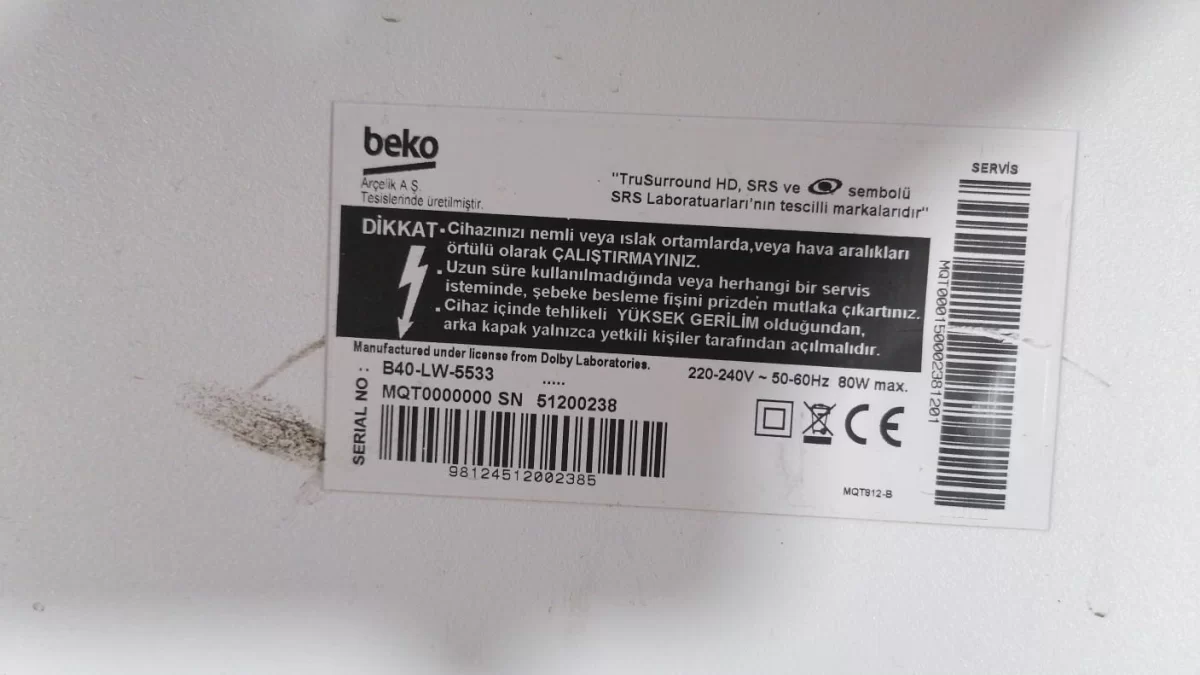 beko
Arçelik A.Ş.
Tesislerinde üretilmiştir.
"TruSurround HD, SRS ve sembolü
SRS Laboratuarları'nın tescilli markalarıdır"
SERVİS
DİKKAT
▪Cihazınızı nemli veya ıslak ortamlarda,veya hava aralıkları
örtülü olarak ÇALIŞTIRMAYINIZ.
▪Uzun süre kullanılmadığında veya herhangi bir servis
isteminde, şebeke besleme fişini prizden mutlaka çıkartınız.
▪Cihaz içinde tehlikeli YÜKSEK GERİLİM olduğundan,
arka kapak yalnızca yetkili kişiler tarafından açılmalıdır.
Manufactured under license from Dolby Laboratories.
.....
220-240V ~ 50-60Hz 80W max.
SERIAL NO :
B40-LW-5533
MQT0000000 SN 51200238
98124512002385
CE
MQT912-B
MQT0001500002381201